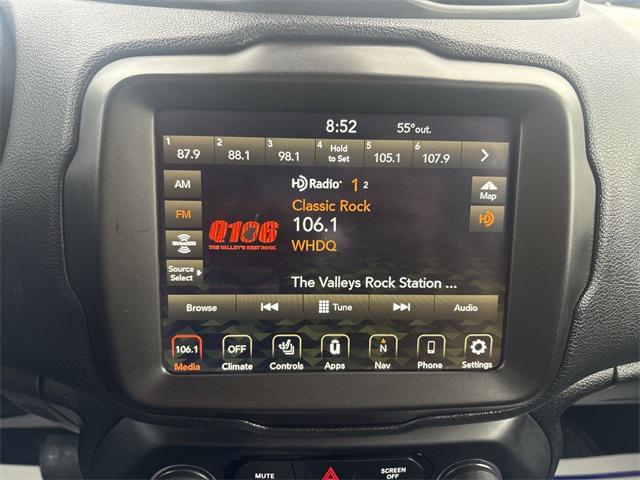 8:52 55°out.
1 87.9 2 88.1 3 98.1 4 Hold to Set 5 105.1 6 107.9
AM
HD Radio 1 2
Map
Classic Rock
FM
106.1
HD
Q106
WHDQ
THE VALLEY'S BEST ROCK
SiriusXM
Source Select
The Valleys Rock Station ...
Browse Tune Audio
106.1 OFF N
Media Climate Controls Apps Nav Phone Settings
MUTE SCREEN OFF